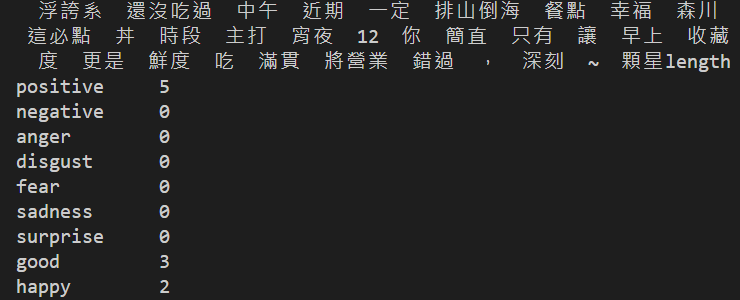 浮誇系 還沒吃過 中午 近期 一定 排山倒海 餐點 幸福 森川
這必點 丼 時段 主打 宵夜 12 你 簡直 只有 讓 早上 收藏
度 更是 鮮度 吃 滿貫 將營業 錯過 ， 深刻 ~ 顆星length
positive 5
negative 0
anger 0
disgust 0
fear 0
sadness 0
surprise 0
good 3
happy 2